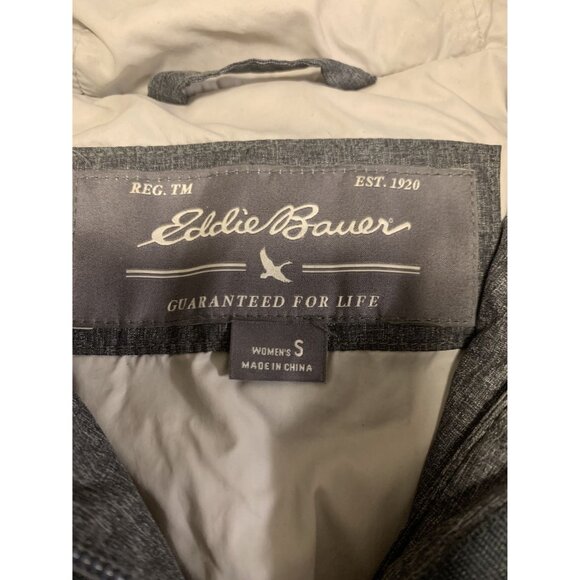 REG. TM EST. 1920
Eddie Bauer
GUARANTEED FOR LIFE
WOMEN'S S
MADE IN CHINA